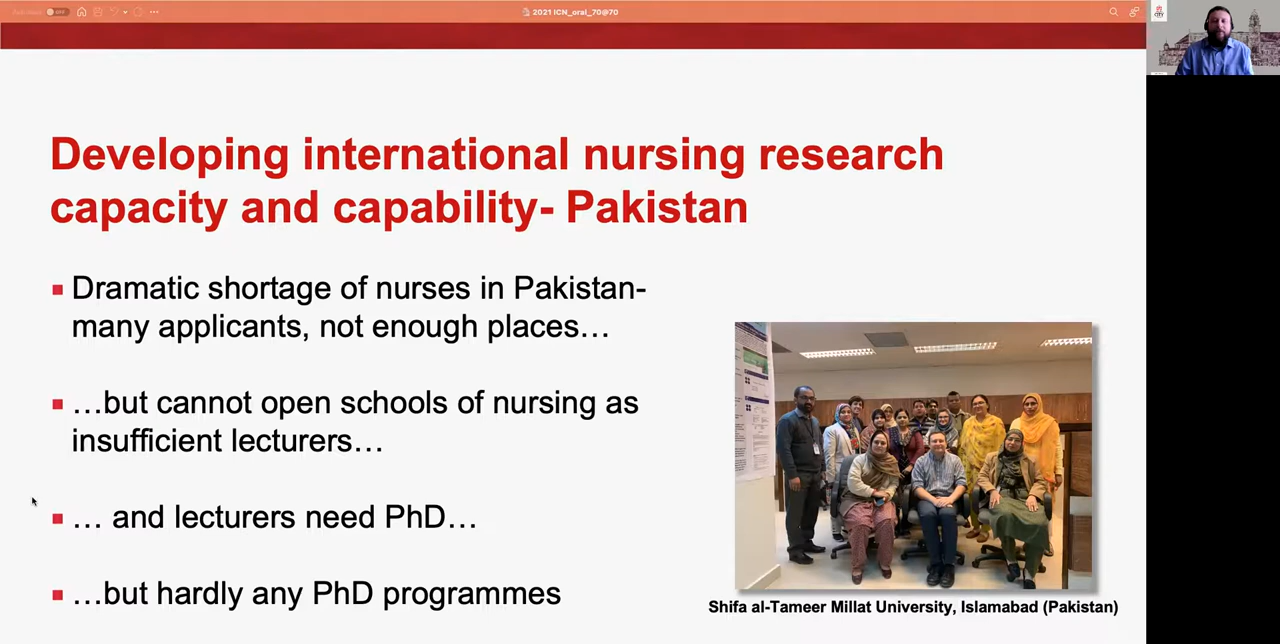 2021 ICN_oral_70@70
CITY
Developing international nursing research
capacity and capability- Pakistan
Dramatic shortage of nurses in Pakistan-
many applicants, not enough places…
…but cannot open schools of nursing as
insufficient lecturers…
… and lecturers need PhD…
…but hardly any PhD programmes
Shifa al-Tameer Millat University, Islamabad (Pakistan)